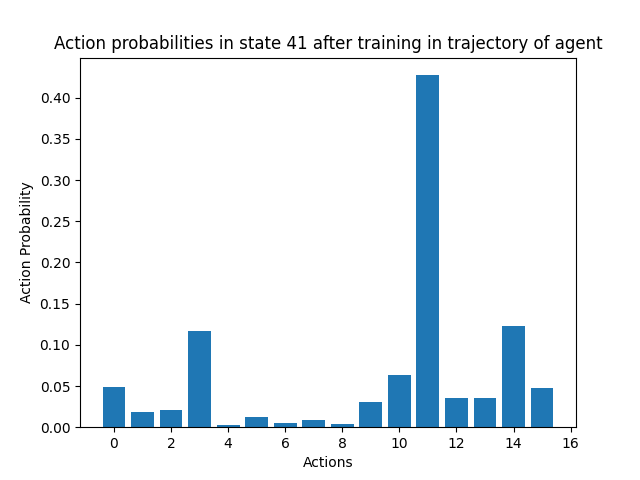 Action probabilities in state 41 after training in trajectory of agent
0.40
0.35
0.30
0.25
0.20
0.15
0.10
0.05
0.00
Action Probability
0 2 4 6 8 10 12 14 16
Actions